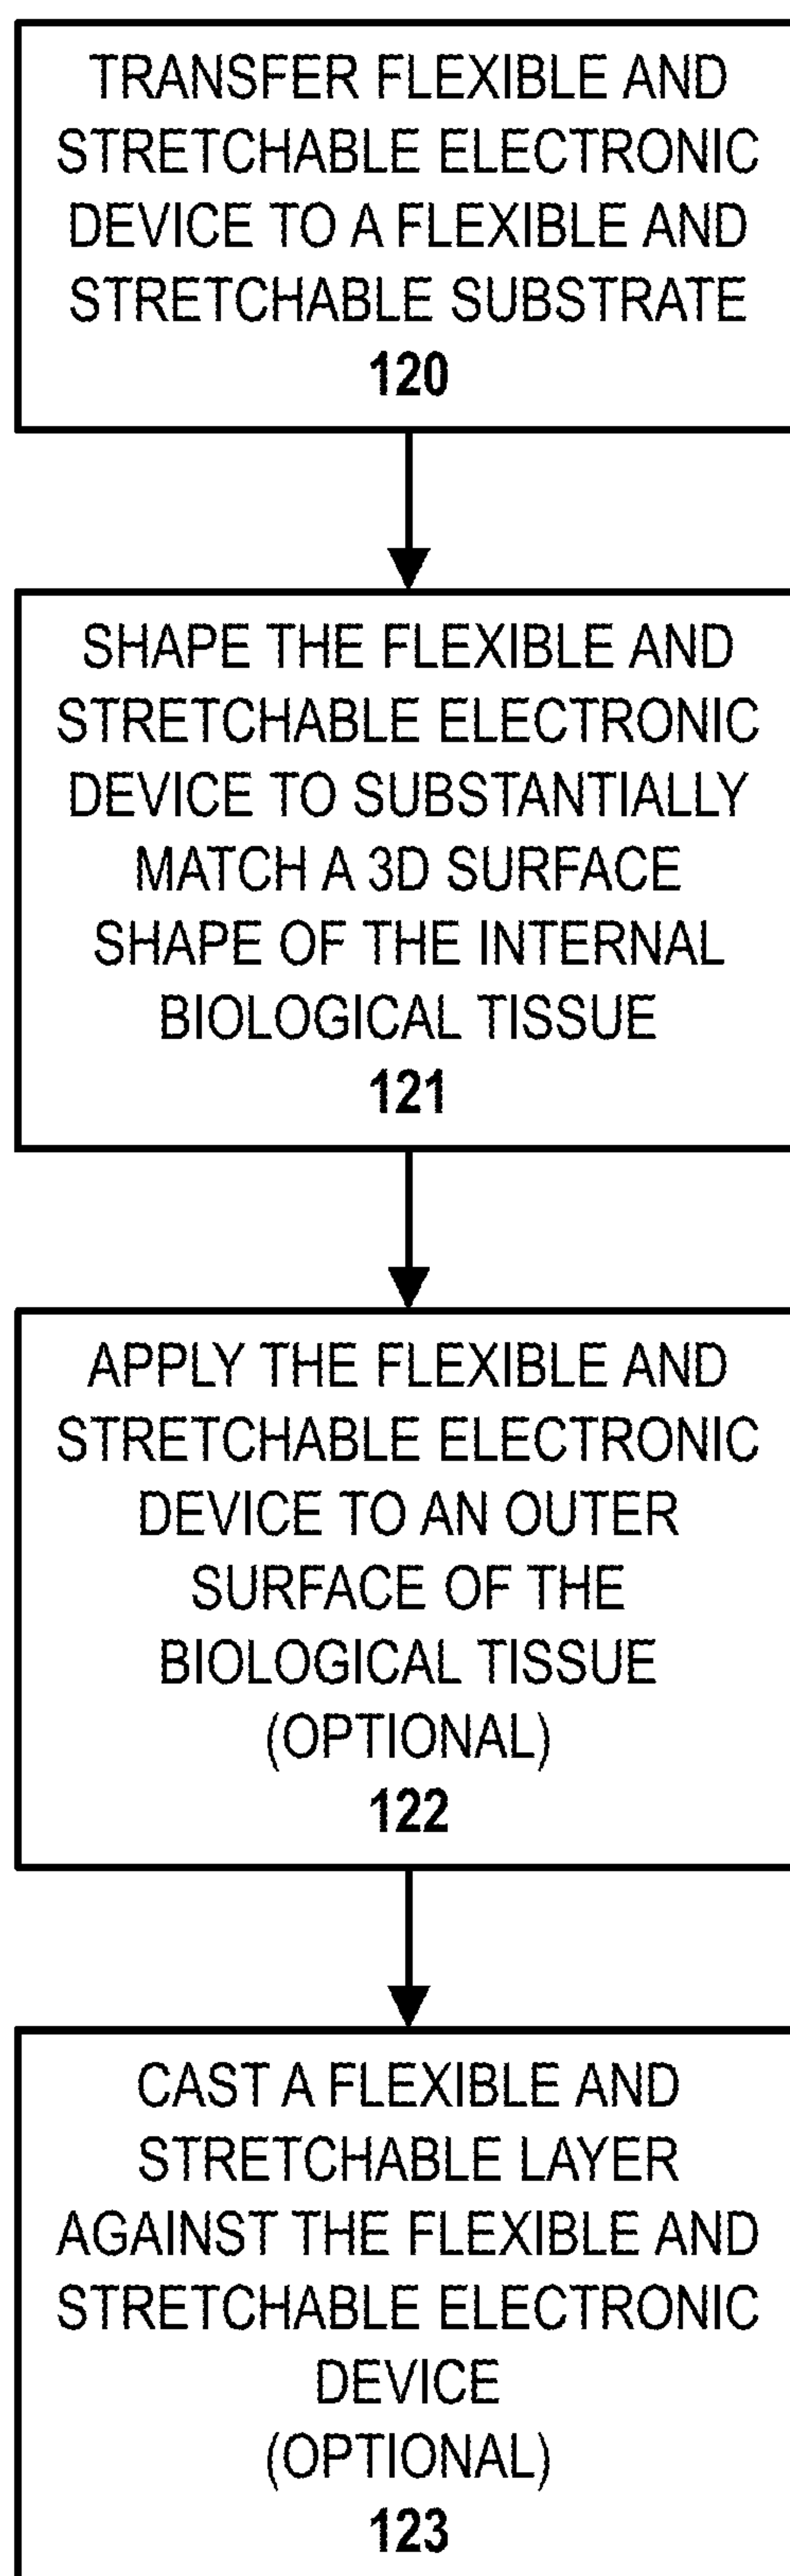 TRANSFER FLEXIBLE AND
STRETCHABLE ELECTRONIC
DEVICE TO A FLEXIBLE AND
STRETCHABLE SUBSTRATE
120
SHAPE THE FLEXIBLE AND
STRETCHABLE ELECTRONIC
DEVICE TO SUBSTANTIALLY
MATCH A 3D SURFACE
SHAPE OF THE INTERNAL
BIOLOGICAL TISSUE
121
APPLY THE FLEXIBLE AND
STRETCHABLE ELECTRONIC
DEVICE TO AN OUTER
SURFACE OF THE
BIOLOGICAL TISSUE
(OPTIONAL)
122
CAST A FLEXIBLE AND
STRETCHABLE LAYER
AGAINST THE FLEXIBLE AND
STRETCHABLE ELECTRONIC
DEVICE
(OPTIONAL)
123